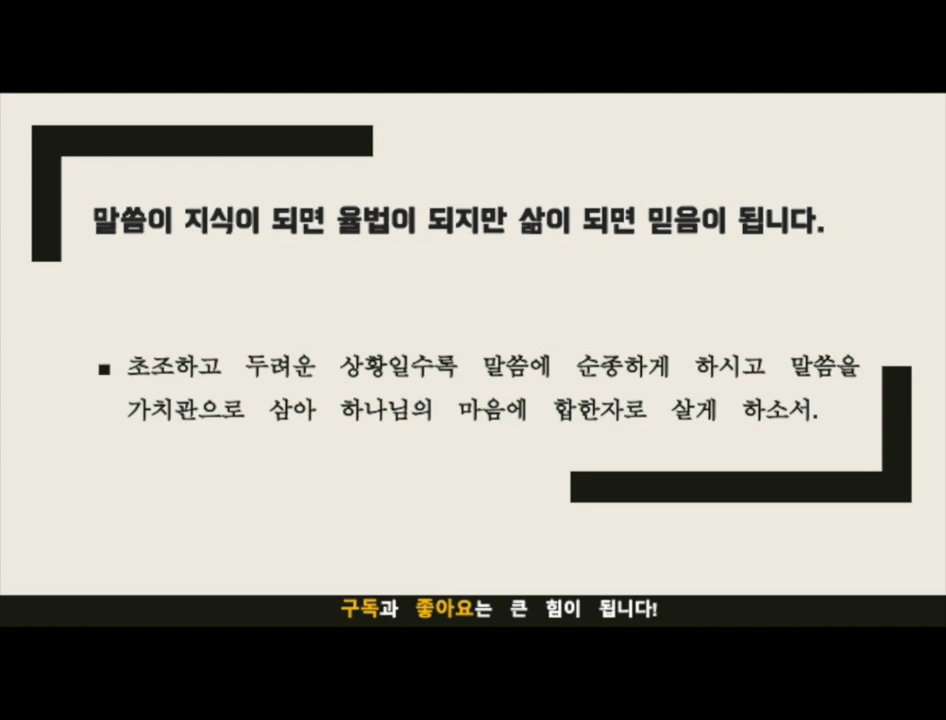 말씀이 지식이 되면 율법이 되지만 삶이 되면 믿음이 됩니다.
■ 초조하고 두려운 상황일수록 말씀에 순종하게 하시고 말씀을
가치관으로 삼아 하나님의 마음에 합한자로 살게 하소서.
구독과 좋아요는 큰 힘이 됩니다!